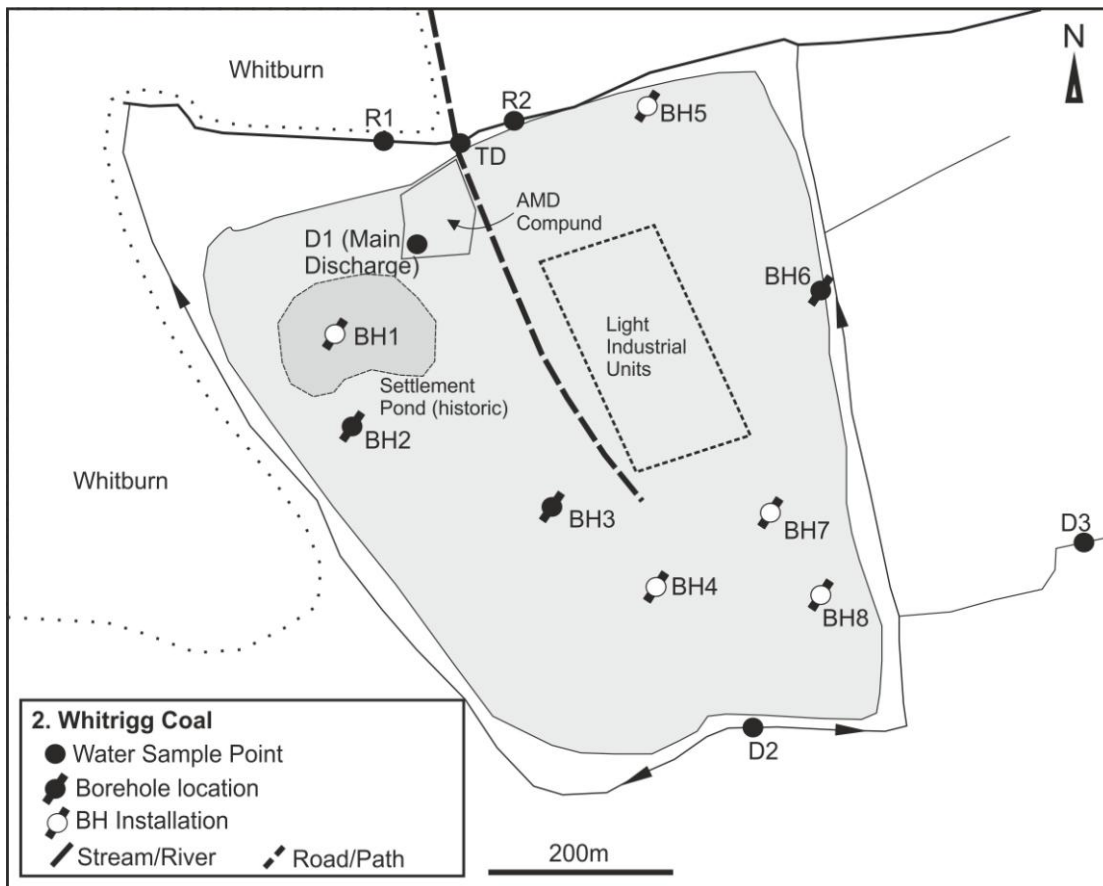 N
Whitburn
R1
R2
TD
BH5
AMD
Compund
D1 (Main
Discharge)
BH6
BH1
Light
Industrial
Units
Settlement
Pond (historic)
BH2
Whitburn
BH3
BH7
D3
BH4
BH8
D2
2. Whitrigg Coal
Water Sample Point
Borehole location
BH Installation
Stream/River
Road/Path
200m